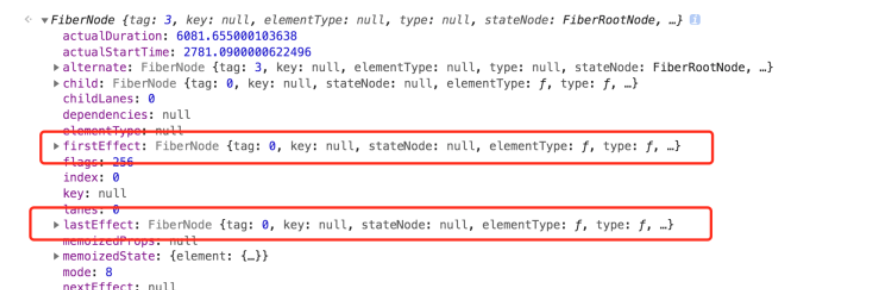 FiberNode {tag: 3, key: null, elementType: null, type: null, stateNode: FiberRootNode, …}
actualDuration: 6081.655000103638
actualStartTime: 2781.0900000622496
alternate: FiberNode {tag: 3, key: null, elementType: null, type: null, stateNode: FiberRootNode, …}
child: FiberNode {tag: 0, key: null, stateNode: null, elementType: ƒ, type: ƒ, …}
childLanes: 0
dependencies: null
elementType: null
firstEffect: FiberNode {tag: 0, key: null, stateNode: null, elementType: ƒ, type: ƒ, …}
flags: 256
index: 0
key: null
lanes: 0
lastEffect: FiberNode {tag: 0, key: null, stateNode: null, elementType: ƒ, type: ƒ, …}
memoizedProps: null
memoizedState: {element: {…}}
mode: 8
nextEffect: null